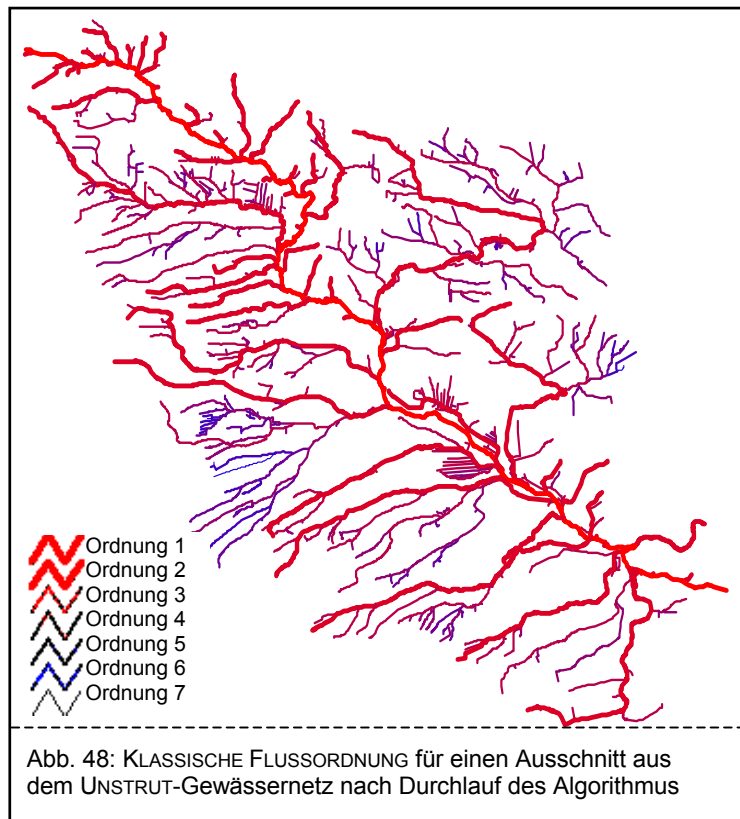 Ordnung 1
Ordnung 2
Ordnung 3
Ordnung 4
Ordnung 5
Ordnung 6
Ordnung 7
Abb. 48: KLASSISCHE FLUSSORDNUNG für einen Ausschnitt aus
dem UNSTRUT-Gewässernetz nach Durchlauf des Algorithmus